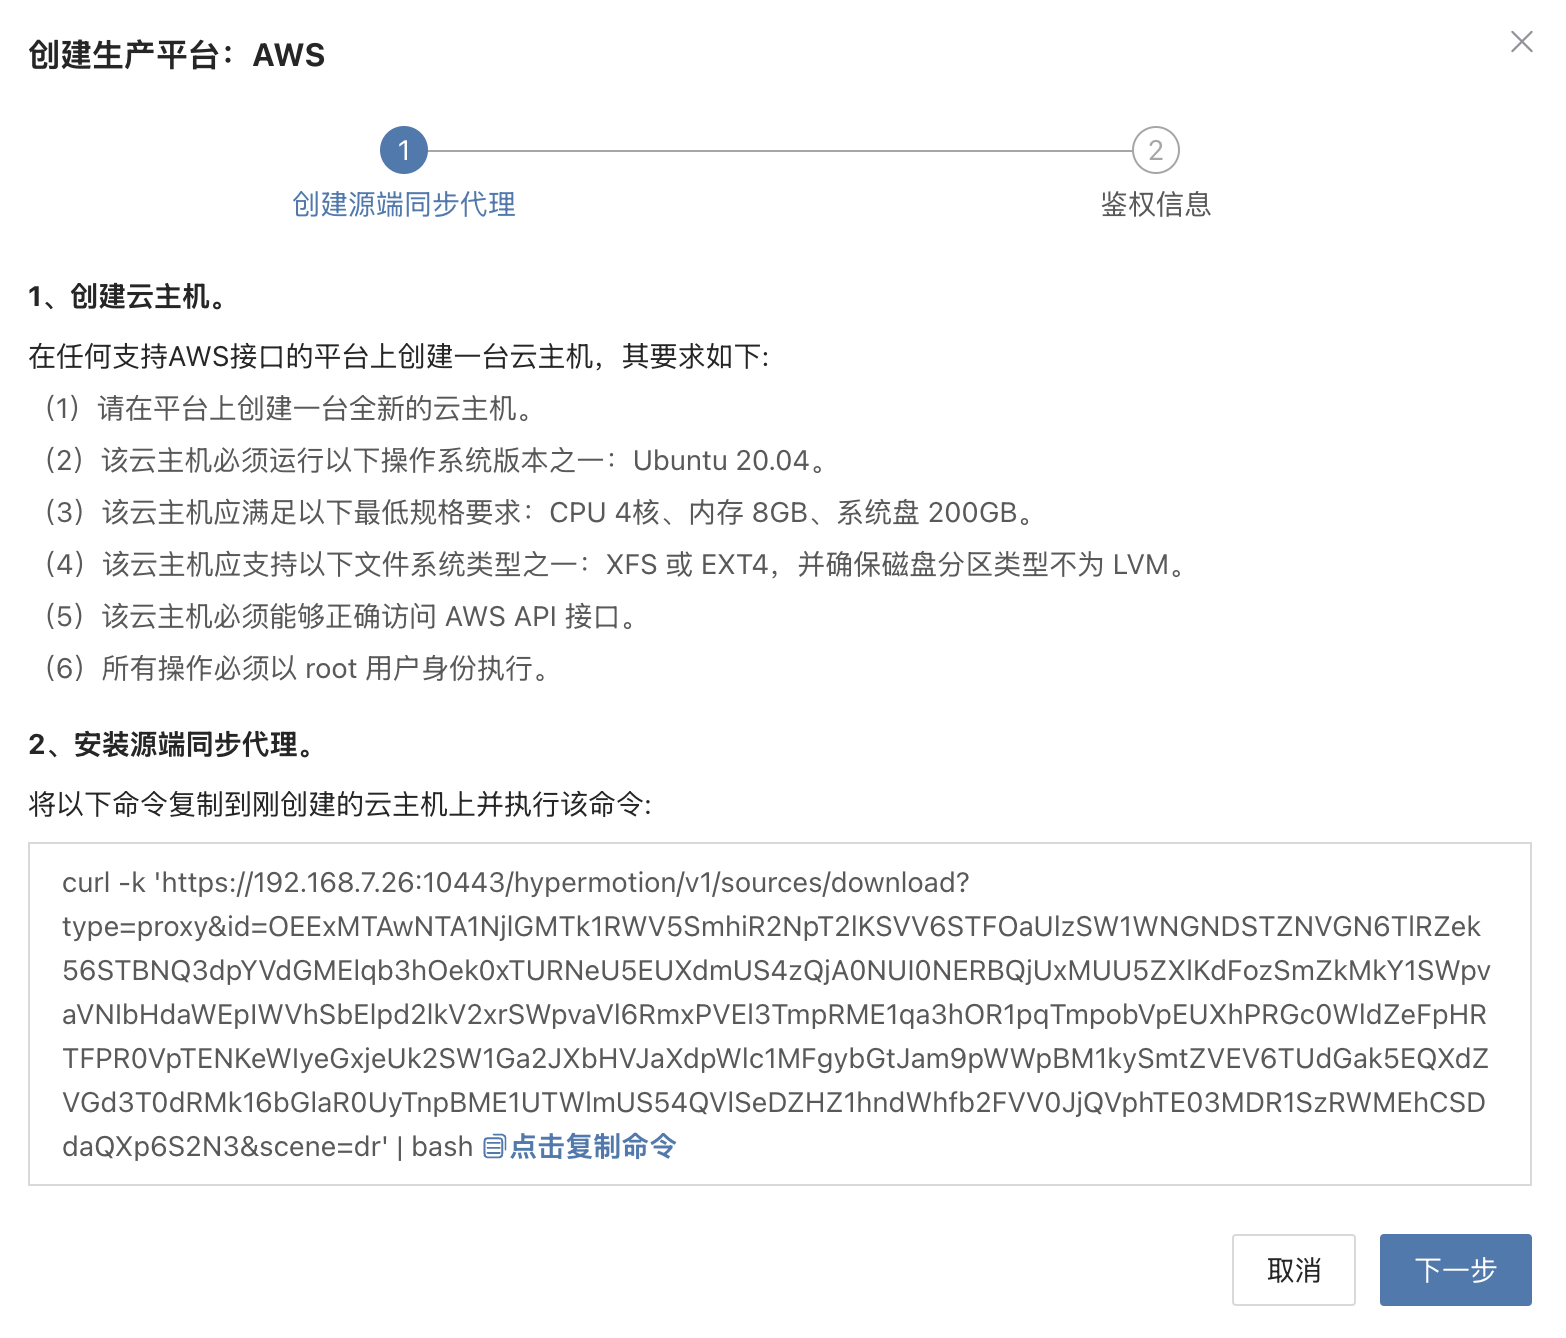 创建生产平台：AWS
1
2
创建源端同步代理
鉴权信息
1、创建云主机。
在任何支持AWS接口的平台上创建一台云主机，其要求如下:
（1）请在平台上创建一台全新的云主机。
（2）该云主机必须运行以下操作系统版本之一：Ubuntu 20.04。
（3）该云主机应满足以下最低规格要求：CPU 4核、内存 8GB、系统盘 200GB。
（4）该云主机应支持以下文件系统类型之一：XFS 或 EXT4，并确保磁盘分区类型不为 LVM。
（5）该云主机必须能够正确访问 AWS API 接口。
（6）所有操作必须以 root 用户身份执行。
2、安装源端同步代理。
将以下命令复制到刚创建的云主机上并执行该命令:
curl -k 'https://192.168.7.26:10443/hypermotion/v1/sources/download?
type=proxy&id=OEExMTAwNTA1NjlGMTk1RWV5SmhiR2NpT2lKSVV6STFOaUlzSW1WNGNDSTZNVGN6TlRZek
56STBNQ3dpYVdGMElqb3hOek0xTURNeU5EUXdmUS4zQjA0NUI0NERBQjUxMUU5ZXlKdFozSmZkMkY1SWpv
aVNIbHdaWEpIWVhSbElpd2lkV2xrSWpvaVl6RmxPVEl3TmpRME1qa3hOR1pqTmpobVpEUXhPRGc0WldZeFpHR
TFPR0VpTENKeWIyeGxjeUk2SW1Ga2JXbHVJaXdpWlc1MFgybGtJam9pWWpBM1kySmtZVEV6TUdGak5EQXdZ
VGd3T0dRMk16bGlaR0UyTnpBME1UTWlmUS54QVlSeDZHZ1hndWhfb2FVV0JjQVphTE03MDR1SzRWMEhCSD
daQXp6S2N3&scene=dr' | bash 点击复制命令
取消
下一步